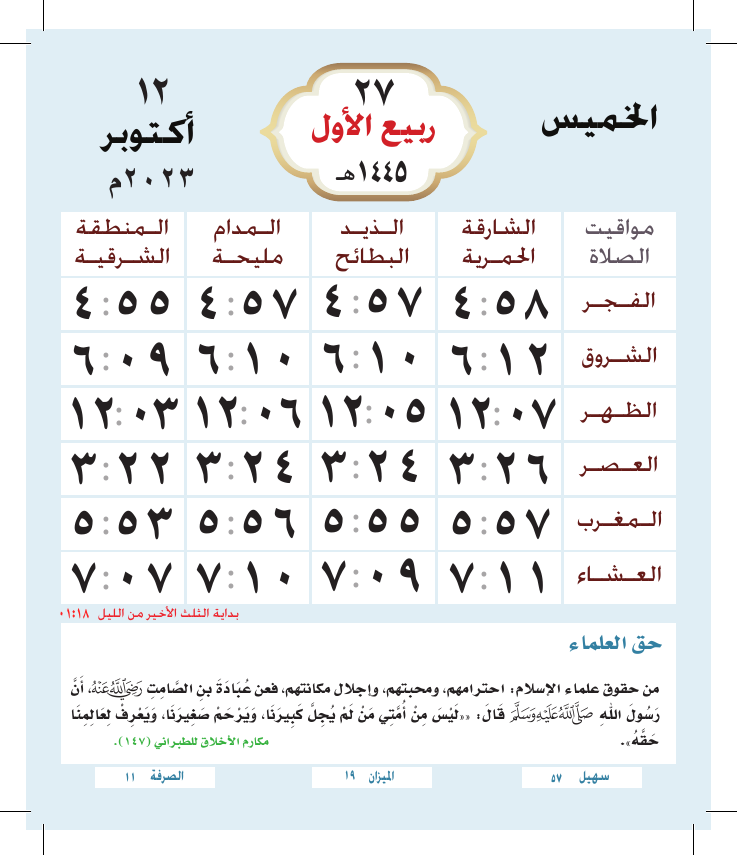 الخميس
٢٧
ربيع الأول
١٤٤٥هـ
١٢
أكتوبر
٢٠٢٣م
مواقيت الصلاة | الشارقة الحمرية | الـذيـد البطائح | المـدام مليحـة | المنطقة الشرقية
الفجر ٤:٥٨ ٤:٥٧ ٤:٥٧ ٤:٥٥
الشروق ٦:١٢ ٦:١٠ ٦:١٠ ٦:٠٩
الظهر ١٢:٠٧ ١٢:٠٥ ١٢:٠٦ ١٢:٠٣
العصر ٣:٢٦ ٣:٢٤ ٣:٢٤ ٣:٢٢
المغرب ٥:٥٧ ٥:٥٥ ٥:٥٦ ٥:٥٣
العشاء ٧:١١ ٧:٠٩ ٧:١٠ ٧:٠٧
بداية الثلث الأخير من الليل ٠١:١٨
حق العلماء
من حقوق علماء الإسلام: احترامهم، ومحبتهم، وإجلال مكانتهم، فعن عُبَادَةَ بنِ الصَّامِتِ رَضِيَ اللَّهُ عَنْهُ، أَنَّ
رَسُولَ اللهِ صَلَّى اللَّهُ عَلَيْهِ وَسَلَّمَ قَالَ: ««لَيْسَ مِنْ أُمَّتِي مَنْ لَمْ يُجِلَّ كَبِيرَنَا، وَيَرْحَمْ صَغِيرَنَا، وَيَعْرِفْ لِعَالِمِنَا
حَقَّهُ». مكارم الأخلاق للطبراني (١٤٧).
سهيل ٥٧
الميزان ١٩
الصرفة ١١